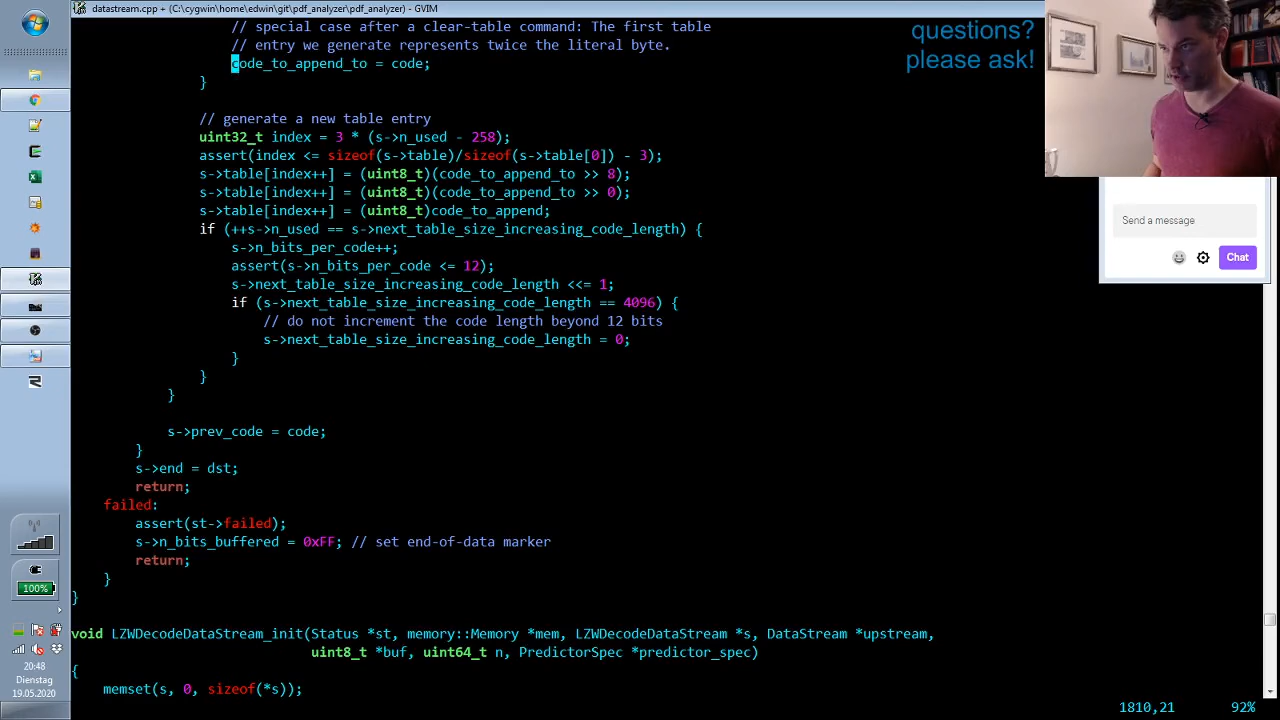 datastream.cpp + (C:\cygwin\home\edwin\git\pdf_analyzer\pdf_analyzer) - GVIM
// special case after a clear-table command: The first table
// entry we generate represents twice the literal byte.
code_to_append_to = code;
}
// generate a new table entry
uint32_t index = 3 * (s->n_used - 258);
assert(index <= sizeof(s->table)/sizeof(s->table[0]) - 3);
s->table[index++] = (uint8_t)(code_to_append_to >> 8);
s->table[index++] = (uint8_t)(code_to_append_to >> 0);
s->table[index++] = (uint8_t)code_to_append;
if (++s->n_used == s->next_table_size_increasing_code_length) {
s->n_bits_per_code++;
assert(s->n_bits_per_code <= 12);
s->next_table_size_increasing_code_length <<= 1;
if (s->next_table_size_increasing_code_length == 4096) {
// do not increment the code length beyond 12 bits
s->next_table_size_increasing_code_length = 0;
}
}
}
s->prev_code = code;
}
s->end = dst;
return;
failed:
assert(st->failed);
s->n_bits_buffered = 0xFF; // set end-of-data marker
return;
}
}
void LZWDecodeDataStream_init(Status *st, memory::Memory *mem, LZWDecodeDataStream *s, DataStream *upstream,
uint8_t *buf, uint64_t n, PredictorSpec *predictor_spec)
{
memset(s, 0, sizeof(*s));
1810,21 92%
questions?
please ask!
Send a message
Chat
100%
20:48
Dienstag
19.05.2020